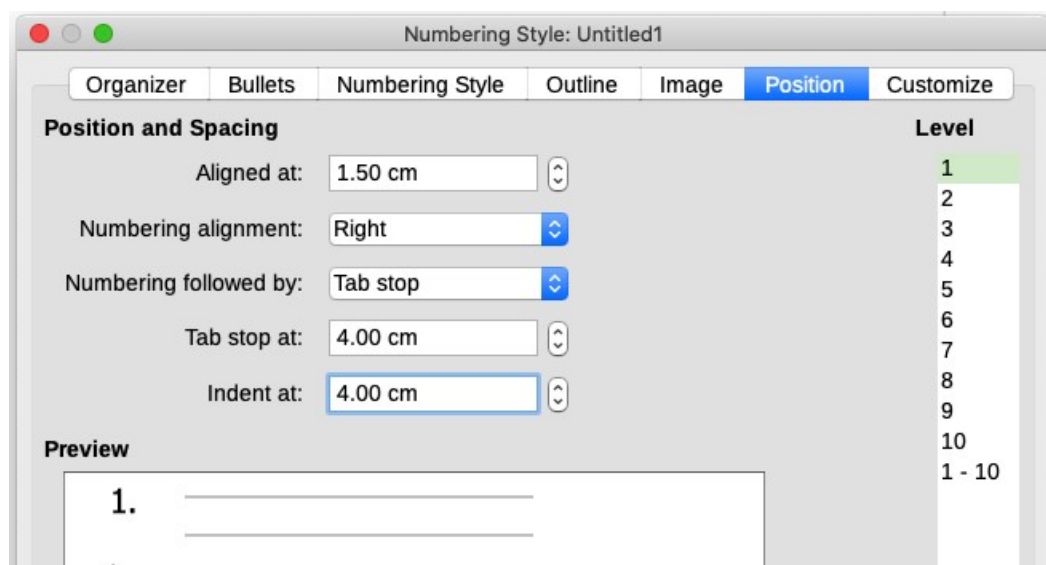 Numbering Style: Untitled1
Organizer Bullets Numbering Style Outline Image Position Customize
Position and Spacing
Aligned at: 1.50 cm
Numbering alignment: Right
Numbering followed by: Tab stop
Tab stop at: 4.00 cm
Indent at: 4.00 cm
Preview
1.
Level
1
2
3
4
5
6
7
8
9
10
1 - 10